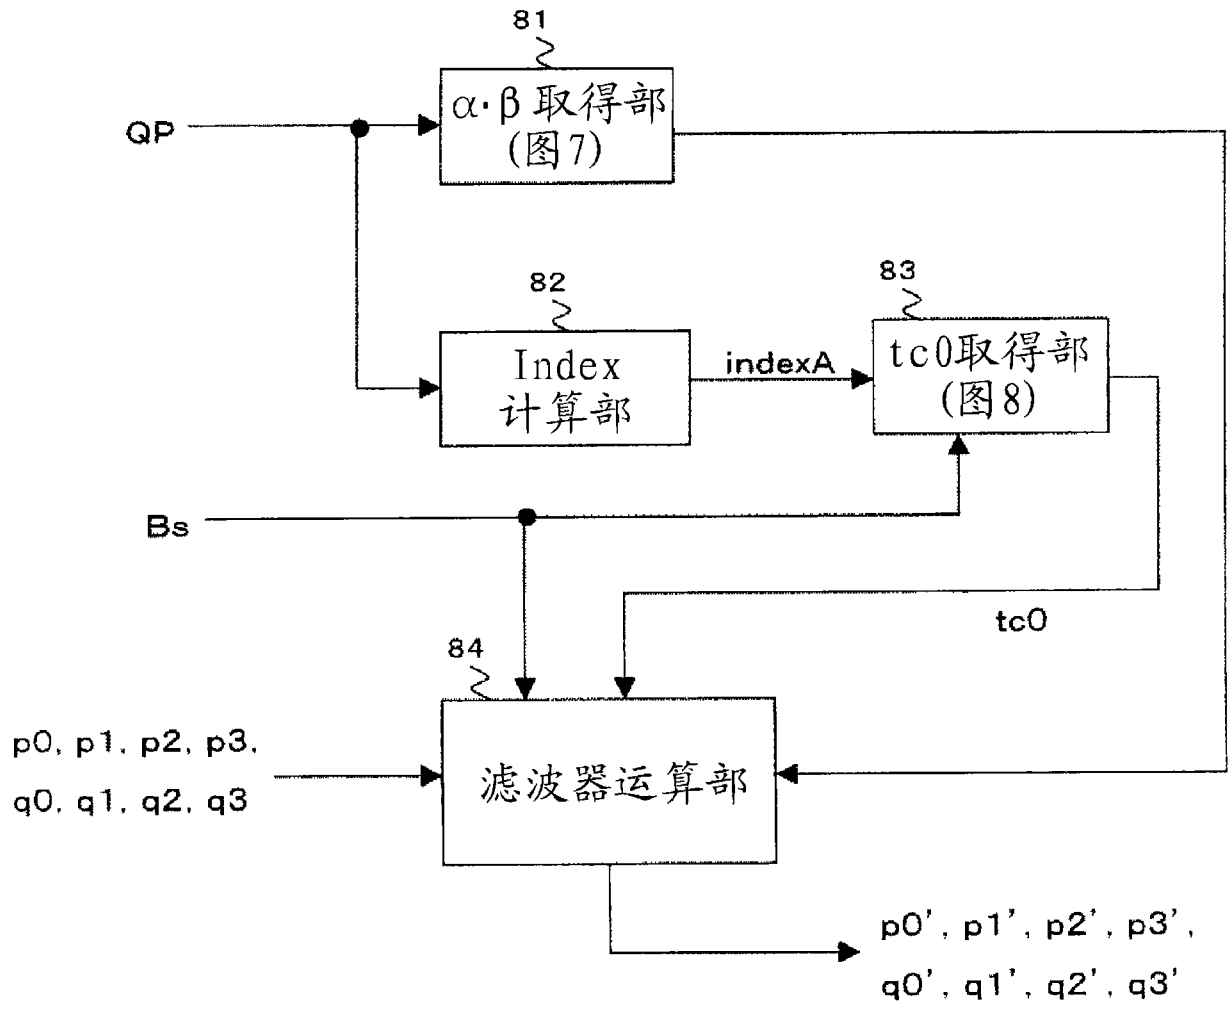 81
α·β取得部
(图7)
QP
82
83
Index
计算部
indexA
tc0取得部
(图8)
Bs
tc0
84
p0, p1, p2, p3,
q0, q1, q2, q3
滤波器运算部
p0', p1', p2', p3',
q0', q1', q2', q3'